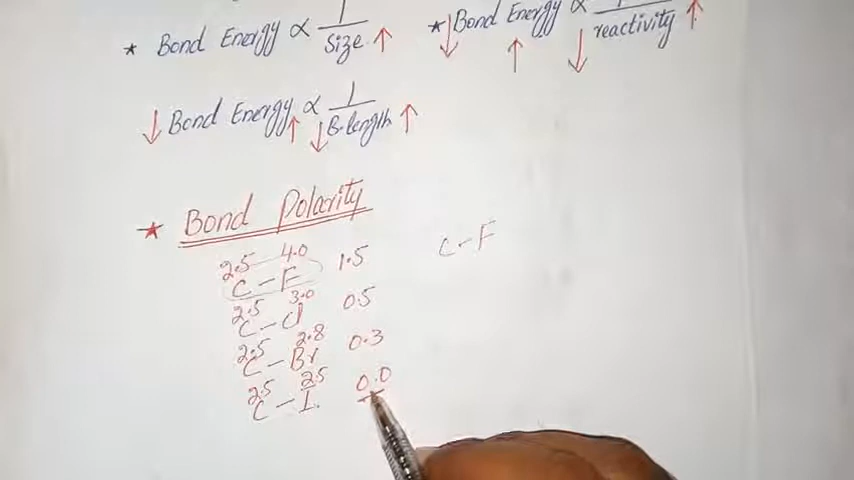 * Bond Energy ∝ 1/Size ↑
* ↓ Bond Energy ↑ ∝ 1/reactivity ↓ ↑
↓ Bond Energy ↑ ∝ 1/B.length ↓ ↑
* Bond Polarity
2.5 4.0
C-F 1.5
C-F
2.5 3.0
C-Cl 0.5
2.5 2.8
C-Br 0.3
2.5 2.5
C-I. 0.0